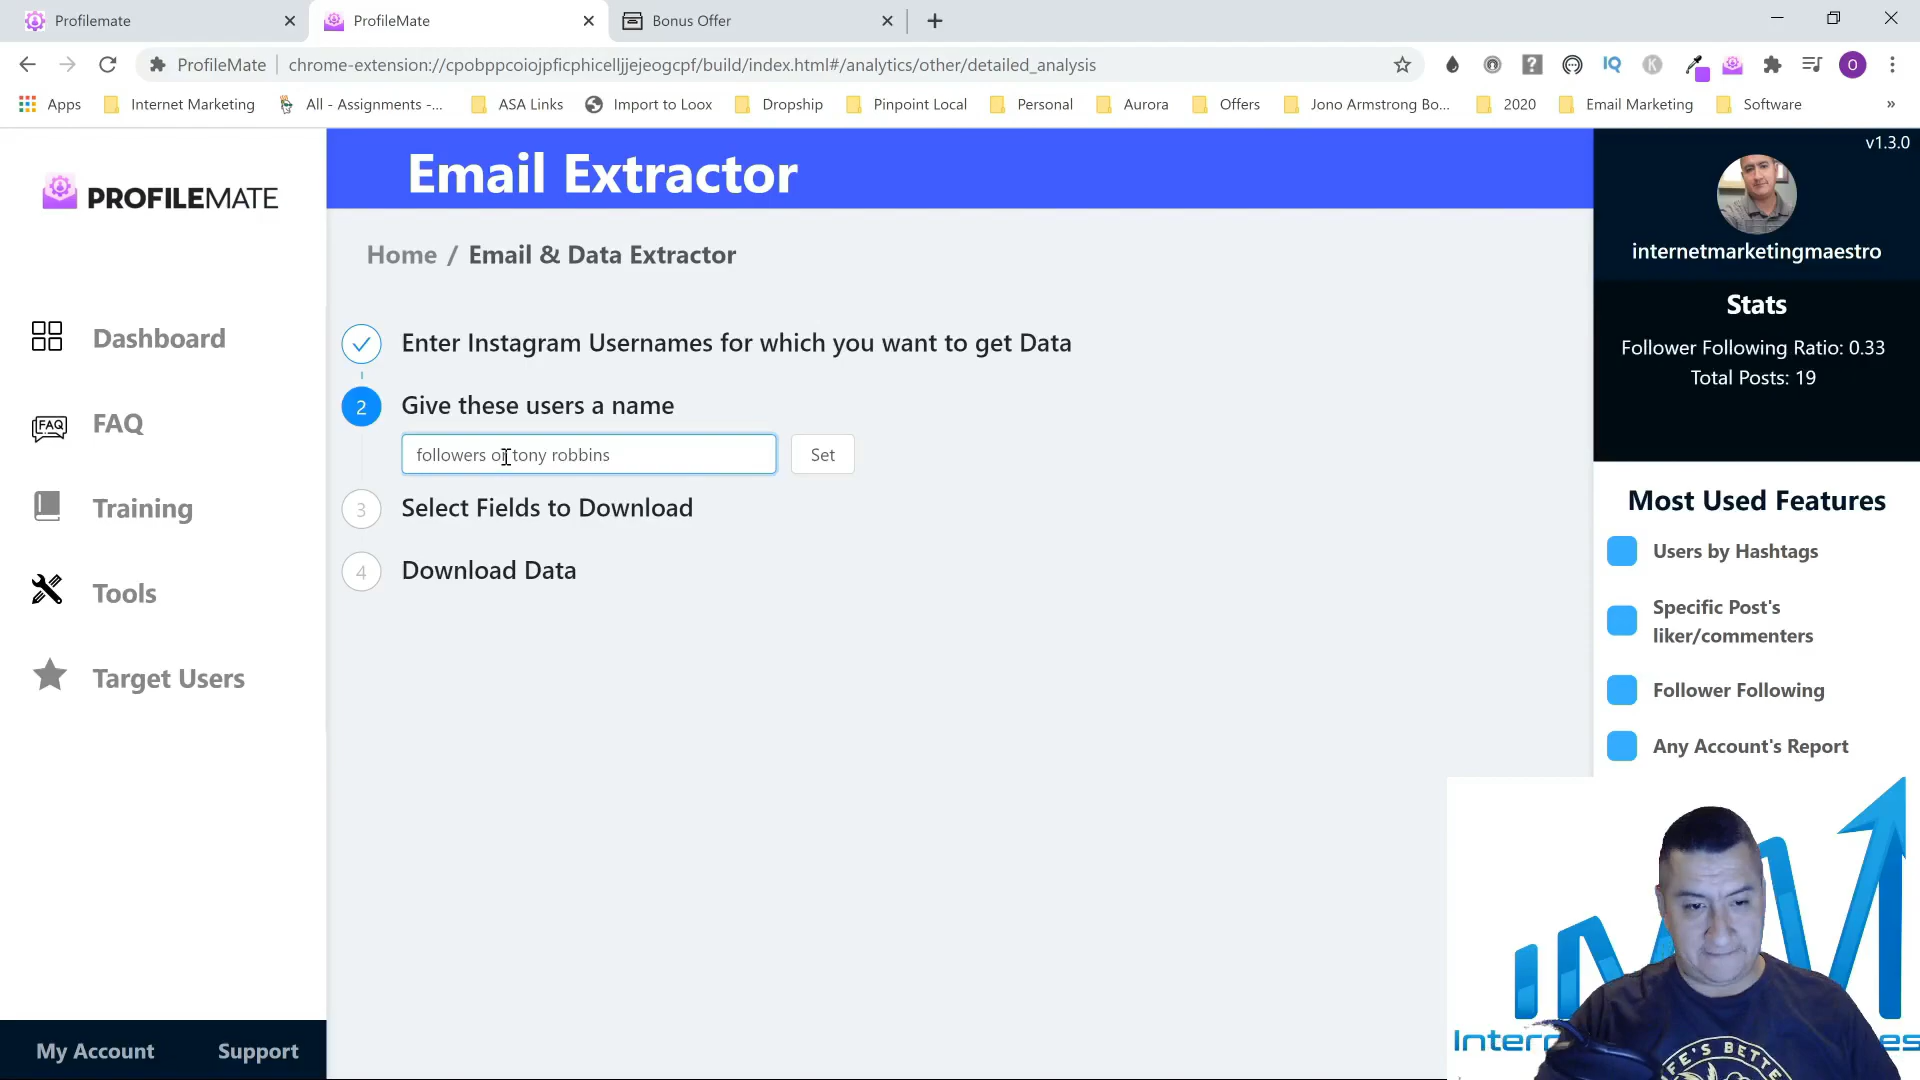 Profilemate
ProfileMate
Bonus Offer
ProfileMate
chrome-extension://cpobppcoiojpficphicelljjejeogcpf/build/index.html#/analytics/other/detailed_analysis
Apps
Internet Marketing
All - Assignments -...
ASA Links
Import to Loox
Dropship
Pinpoint Local
Personal
Aurora
Offers
Jono Armstrong Bo...
2020
Email Marketing
Software
»
PROFILEMATE
Dashboard
FAQ
FAQ
Training
Tools
Target Users
My Account
Support
Email Extractor
Home / Email & Data Extractor
Enter Instagram Usernames for which you want to get Data
2 Give these users a name
followers of tony robbins
Set
3 Select Fields to Download
4 Download Data
v1.3.0
internetmarketingmaestro
Stats
Follower Following Ratio: 0.33
Total Posts: 19
Most Used Features
Users by Hashtags
Specific Post's
liker/commenters
Follower Following
Any Account's Report
IQ
K
O